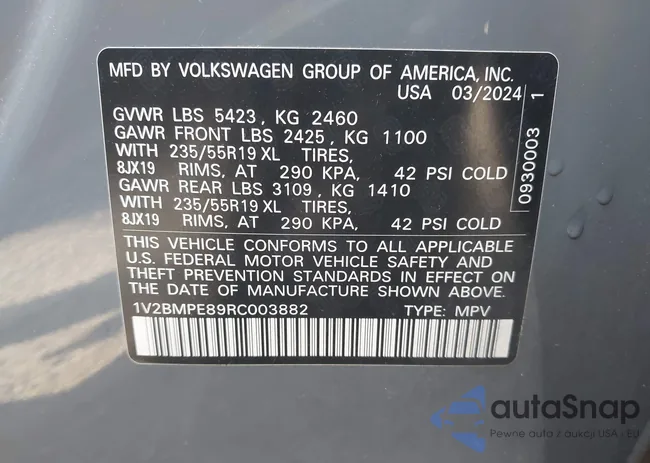 MFD BY VOLKSWAGEN GROUP OF AMERICA, INC.
USA 03/2024
GVWR LBS 5423, KG 2460
GAWR FRONT LBS 2425, KG 1100
WITH 235/55R19 XL TIRES,
8JX19 RIMS, AT 290 KPA, 42 PSI COLD
GAWR REAR LBS 3109, KG 1410
WITH 235/55R19 XL TIRES,
8JX19 RIMS, AT 290 KPA, 42 PSI COLD
THIS VEHICLE CONFORMS TO ALL APPLICABLE
U.S. FEDERAL MOTOR VEHICLE SAFETY AND
THEFT PREVENTION STANDARDS IN EFFECT ON
THE DATE OF MANUFACTURE SHOWN ABOVE.
1V2BMPE89RC003882 TYPE: MPV
0930003 1
autoSnap
Pewne auta z aukcji USA - EU